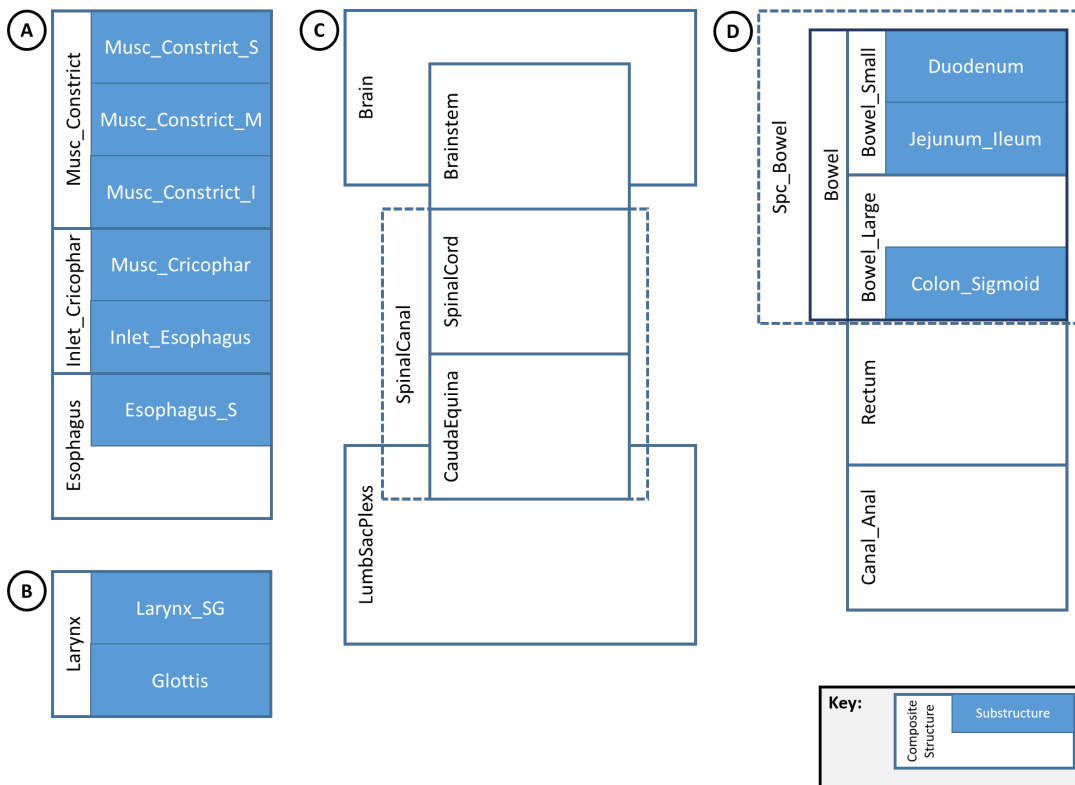 A
Musc_Constrict
Musc_Constrict_S
Musc_Constrict_M
Musc_Constrict_I
Inlet_Cricophar
Musc_Cricophar
Inlet_Esophagus
Esophagus
Esophagus_S
B
Larynx
Larynx_SG
Glottis
C
Brain
Brainstem
SpinalCanal
SpinalCord
CaudaEquina
LumbSacPlexs
D
Spc_Bowel
Bowel
Bowel_Small
Duodenum
Jejunum_Ileum
Bowel_Large
Colon_Sigmoid
Rectum
Canal_Anal
Key:
Composite
Structure
Substructure